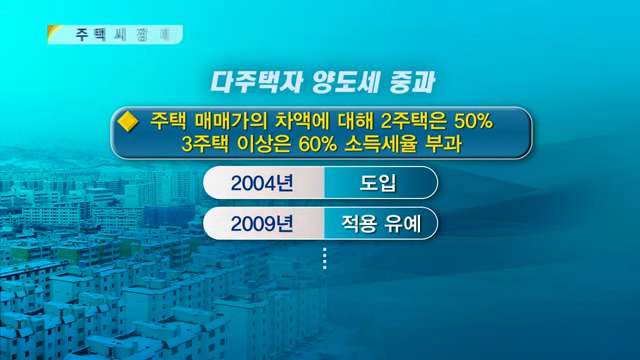 주택시장에
다주택자 양도세 중과
주택 매매가의 차액에 대해 2주택은 50%
3주택 이상은 60% 소득세율 부과
2004년 도입
2009년 적용 유예